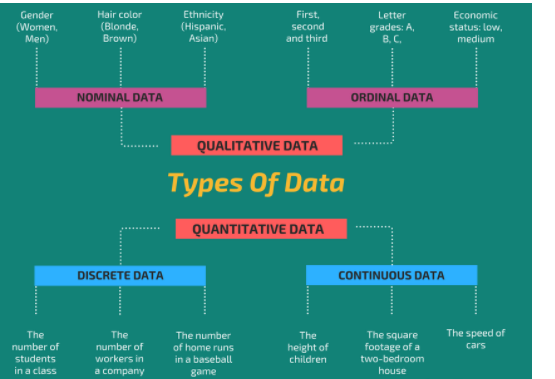 Gender
(Women,
Men)
Hair color
(Blonde,
Brown)
Ethnicity
(Hispanic,
Asian)
First,
second
and third
Letter
grades: A,
B, C,
Economic
status: low,
medium
NOMINAL DATA
ORDINAL DATA
QUALITATIVE DATA
Types Of Data
QUANTITATIVE DATA
DISCRETE DATA
CONTINUOUS DATA
The
number of
students
in a class
The
number of
workers in
a company
The number
of home runs
in a baseball
game
The
height of
children
The square
footage of a
two-bedroom
house
The speed of
cars